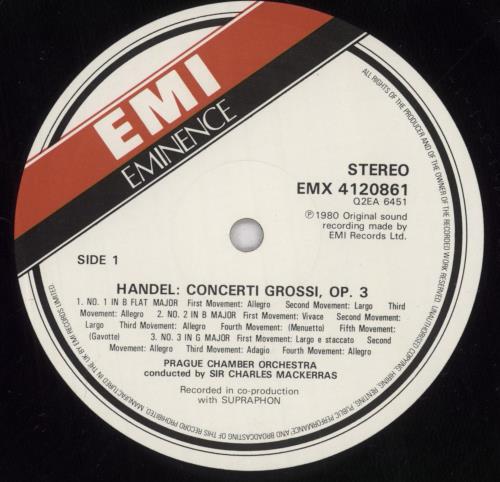 EMI
EMINENCE
STEREO
EMX 4120861
Q2EA 6451
℗ 1980 Original sound
recording made by
EMI Records Ltd.
SIDE 1
HANDEL: CONCERTI GROSSI, OP. 3
1. NO. 1 IN B FLAT MAJOR First Movement: Allegro Second Movement: Largo Third
Movement: Allegro 2. NO. 2 IN B MAJOR First Movement: Vivace Second Movement:
Largo Third Movement: Allegro Fourth Movement: (Menuetto) Fifth Movement:
(Gavotte) 3. NO. 3 IN G MAJOR First Movement: Largo e staccato Second
Movement: Allegro Third Movement: Adagio Fourth Movement: Allegro
PRAGUE CHAMBER ORCHESTRA
conducted by SIR CHARLES MACKERRAS
Recorded in co-production
with SUPRAPHON
ALL RIGHTS OF THE PRODUCER AND OF THE OWNER OF THE RECORDED WORK RESERVED. UNAUTHORISED COPYING, HIRING, RENTING, PUBLIC PERFORMANCE AND BROADCASTING OF THIS RECORD PROHIBITED. MANUFACTURED IN THE UK BY EMI RECORDS LIMITED.